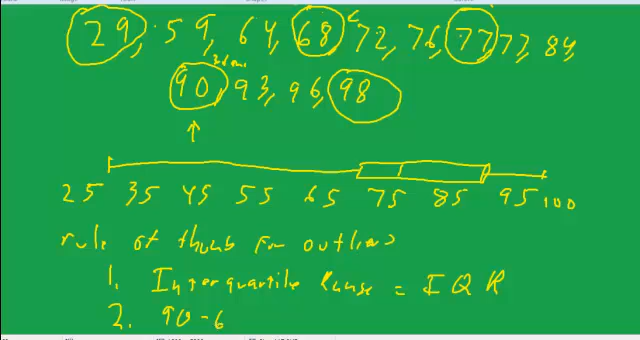 29, 59, 64, 68, 72, 76, 77, 77, 84,
90, 93, 96, 98
25 35 45 55 65 75 85 95 100
rule of thumb for outliers
1. Interquartile Range = IQR
2. 90-6